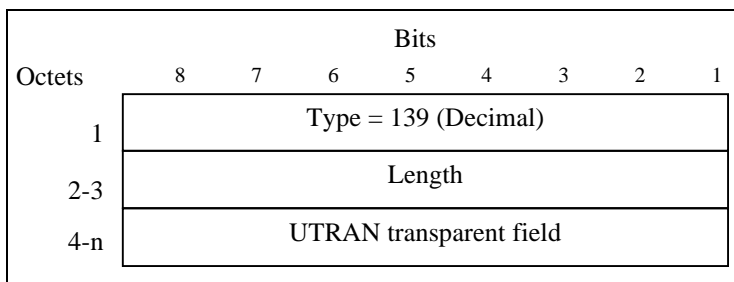 Bits
Octets 8 7 6 5 4 3 2 1
1 Type = 139 (Decimal)
2-3 Length
4-n UTRAN transparent field